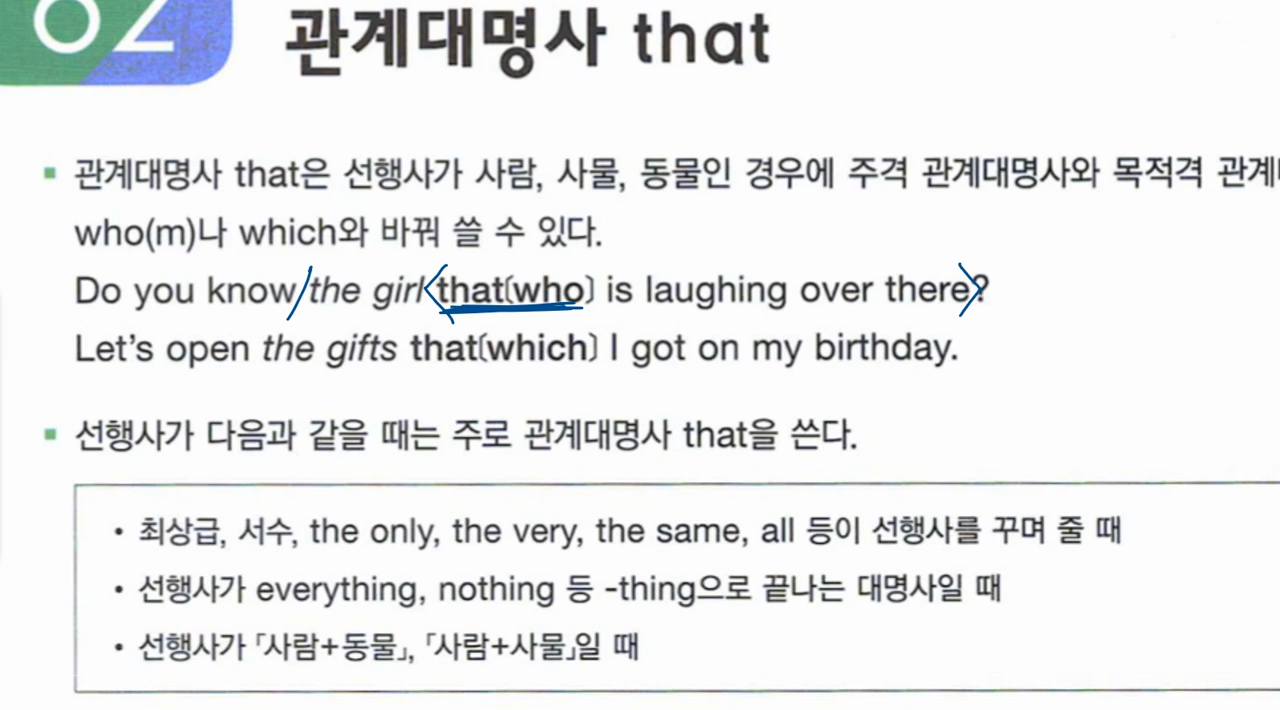 02
관계대명사 that
관계대명사 that은 선행사가 사람, 사물, 동물인 경우에 주격 관계대명사와 목적격 관계
who(m)나 which와 바꿔 쓸 수 있다.
Do you know the girl that(who) is laughing over there?
Let's open the gifts that(which) I got on my birthday.
선행사가 다음과 같을 때는 주로 관계대명사 that을 쓴다.
• 최상급, 서수, the only, the very, the same, all 등이 선행사를 꾸며 줄 때
• 선행사가 everything, nothing 등 -thing으로 끝나는 대명사일 때
• 선행사가 「사람+동물」, 「사람+사물」일 때